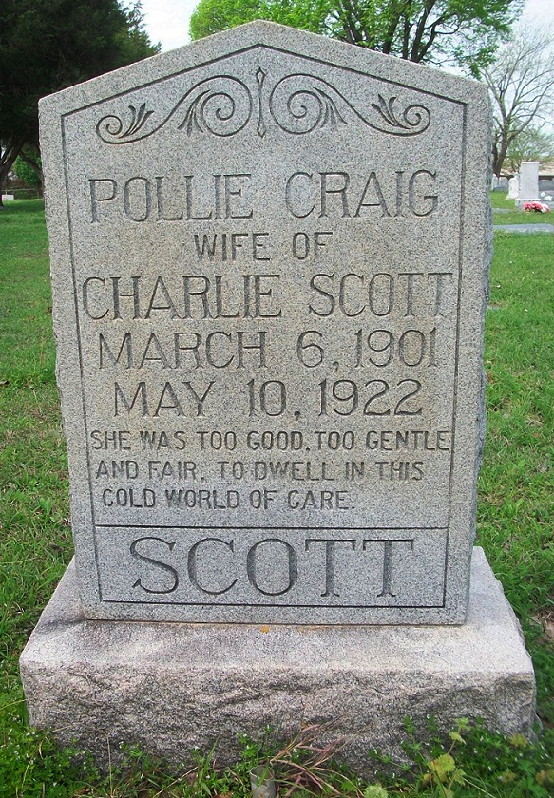 POLLIE CRAIG
WIFE OF
CHARLIE SCOTT
MARCH 6, 1901
MAY 10, 1922
SHE WAS TOO GOOD, TOO GENTLE
AND FAIR, TO DWELL IN THIS
COLD WORLD OF CARE.
SCOTT